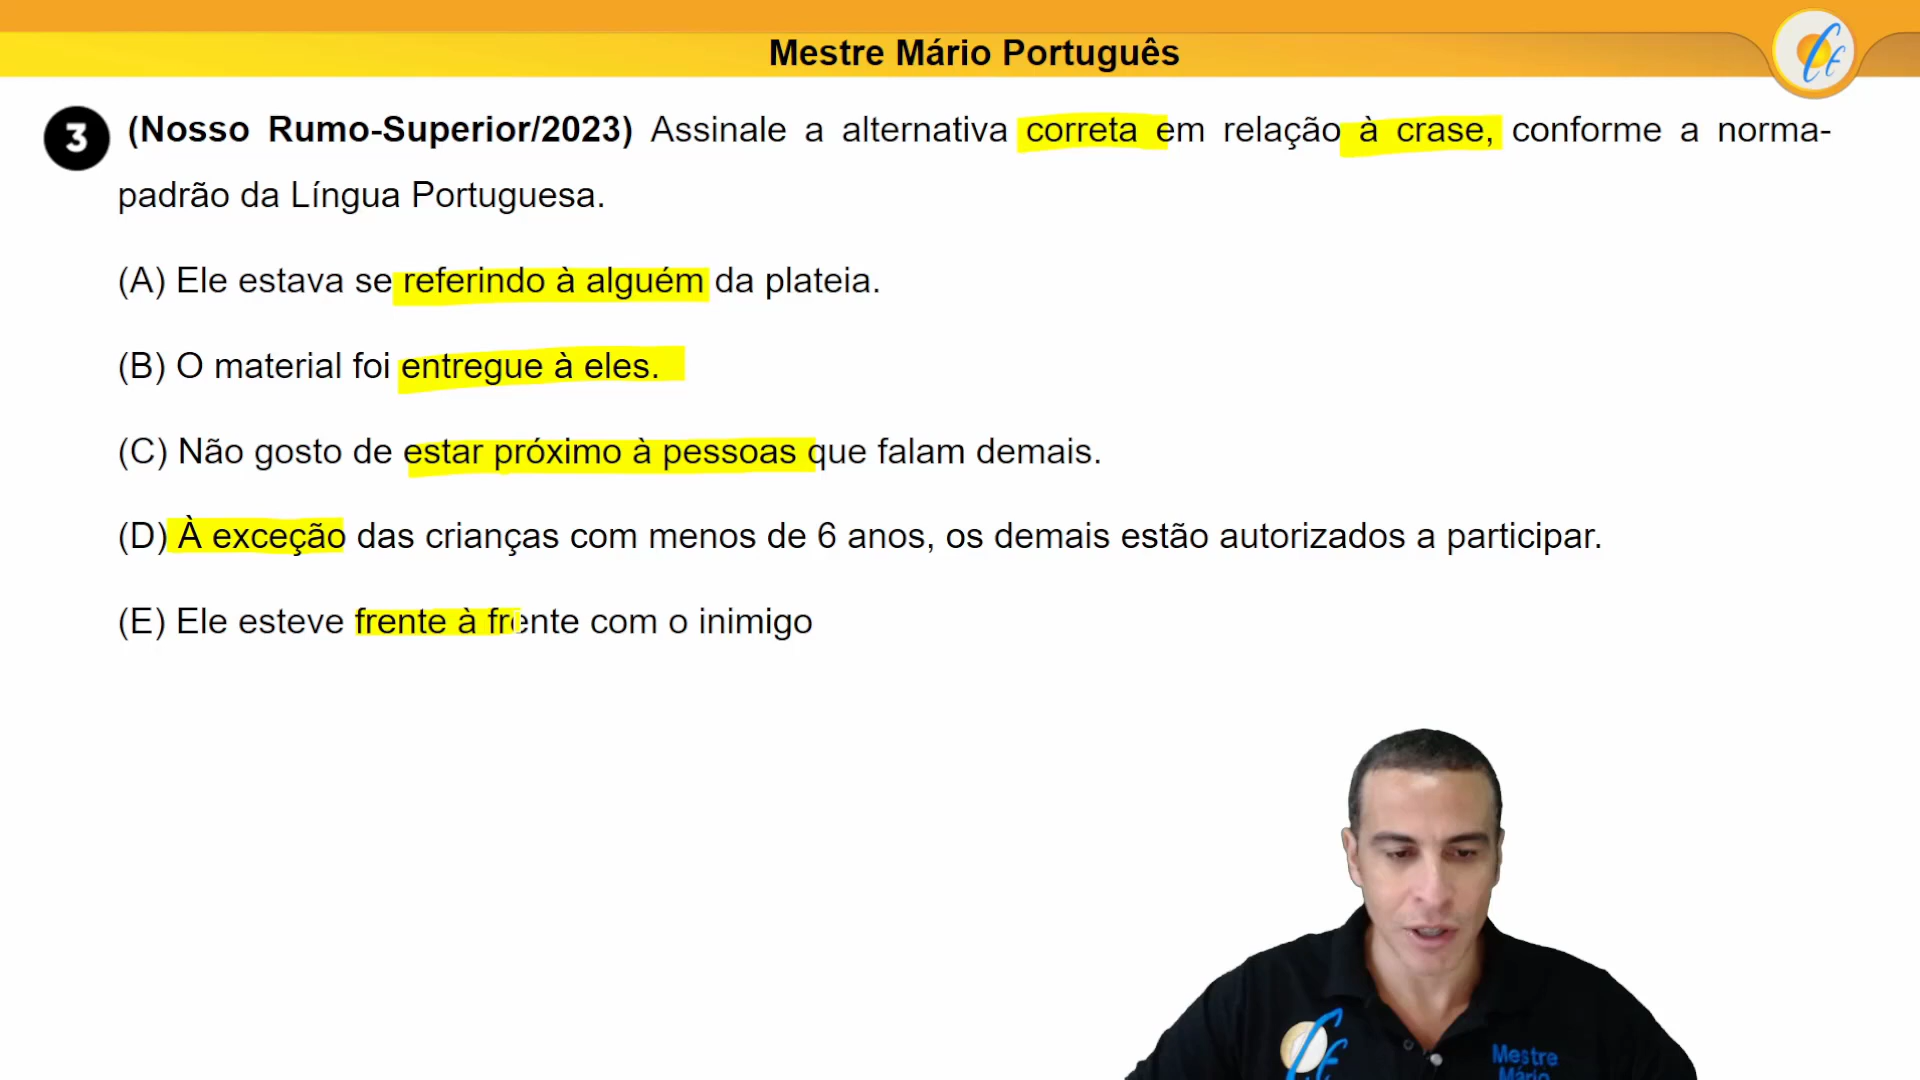 Mestre Mário Português
3 (Nosso Rumo-Superior/2023) Assinale a alternativa correta em relação à crase, conforme a norma-
padrão da Língua Portuguesa.
(A) Ele estava se referindo à alguém da plateia.
(B) O material foi entregue à eles.
(C) Não gosto de estar próximo à pessoas que falam demais.
(D) À exceção das crianças com menos de 6 anos, os demais estão autorizados a participar.
(E) Ele esteve frente à frente com o inimigo
Mestre
Mário